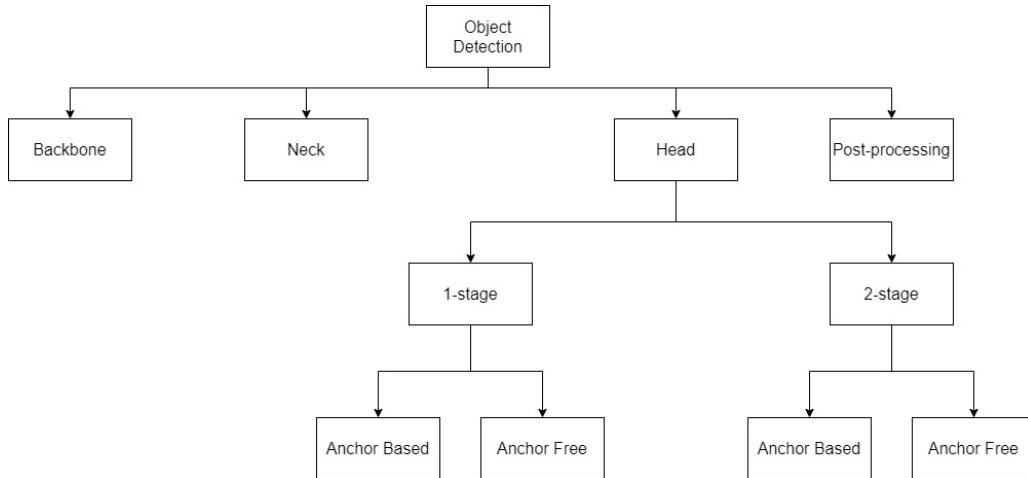 Object
Detection
Backbone
Neck
Head
Post-processing
1-stage
2-stage
Anchor Based
Anchor Free
Anchor Based
Anchor Free